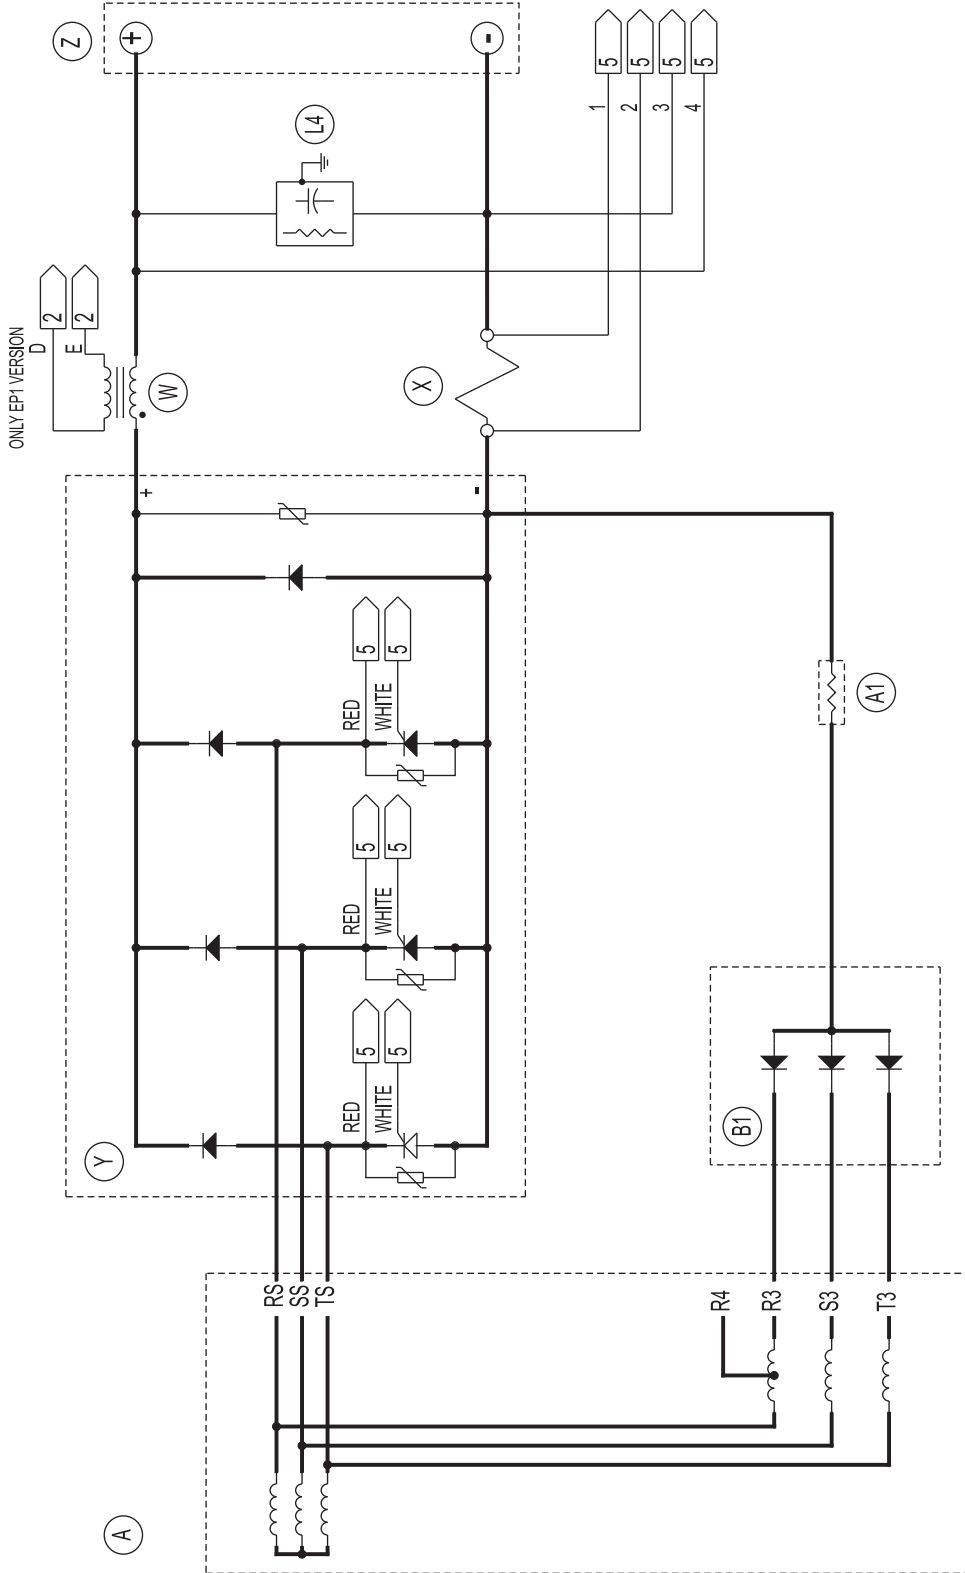 Z
+
-
5
5
5
5
1
2
3
4
L4
ONLY EP1 VERSION
D
E
2
2
W
X
+
-
5
5
RED
WHITE
5
5
RED
WHITE
5
5
RED
WHITE
Y
A1
B1
RS
SS
TS
R4
R3
S3
T3
A